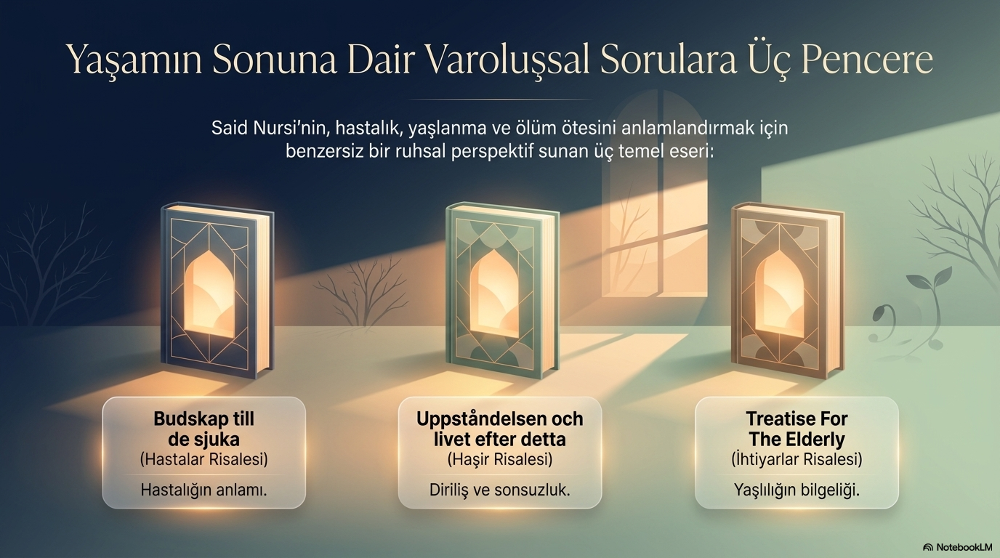 Yaşamın Sonuna Dair Varoluşsal Sorulara Üç Pencere
Said Nursi'nin, hastalık, yaşlanma ve ölüm ötesini anlamlandırmak için
benzersiz bir ruhsal perspektif sunan üç temel eseri:
Budskap till
de sjuka
(Hastalar Risalesi)
Hastalığın anlamı.
Uppståndelsen och
livet efter detta
(Haşir Risalesi)
Diriliş ve sonsuzluk.
Treatise For
The Elderly
(İhtiyarlar Risalesi)
Yaşlılığın bilgeliği.
NotebookLM